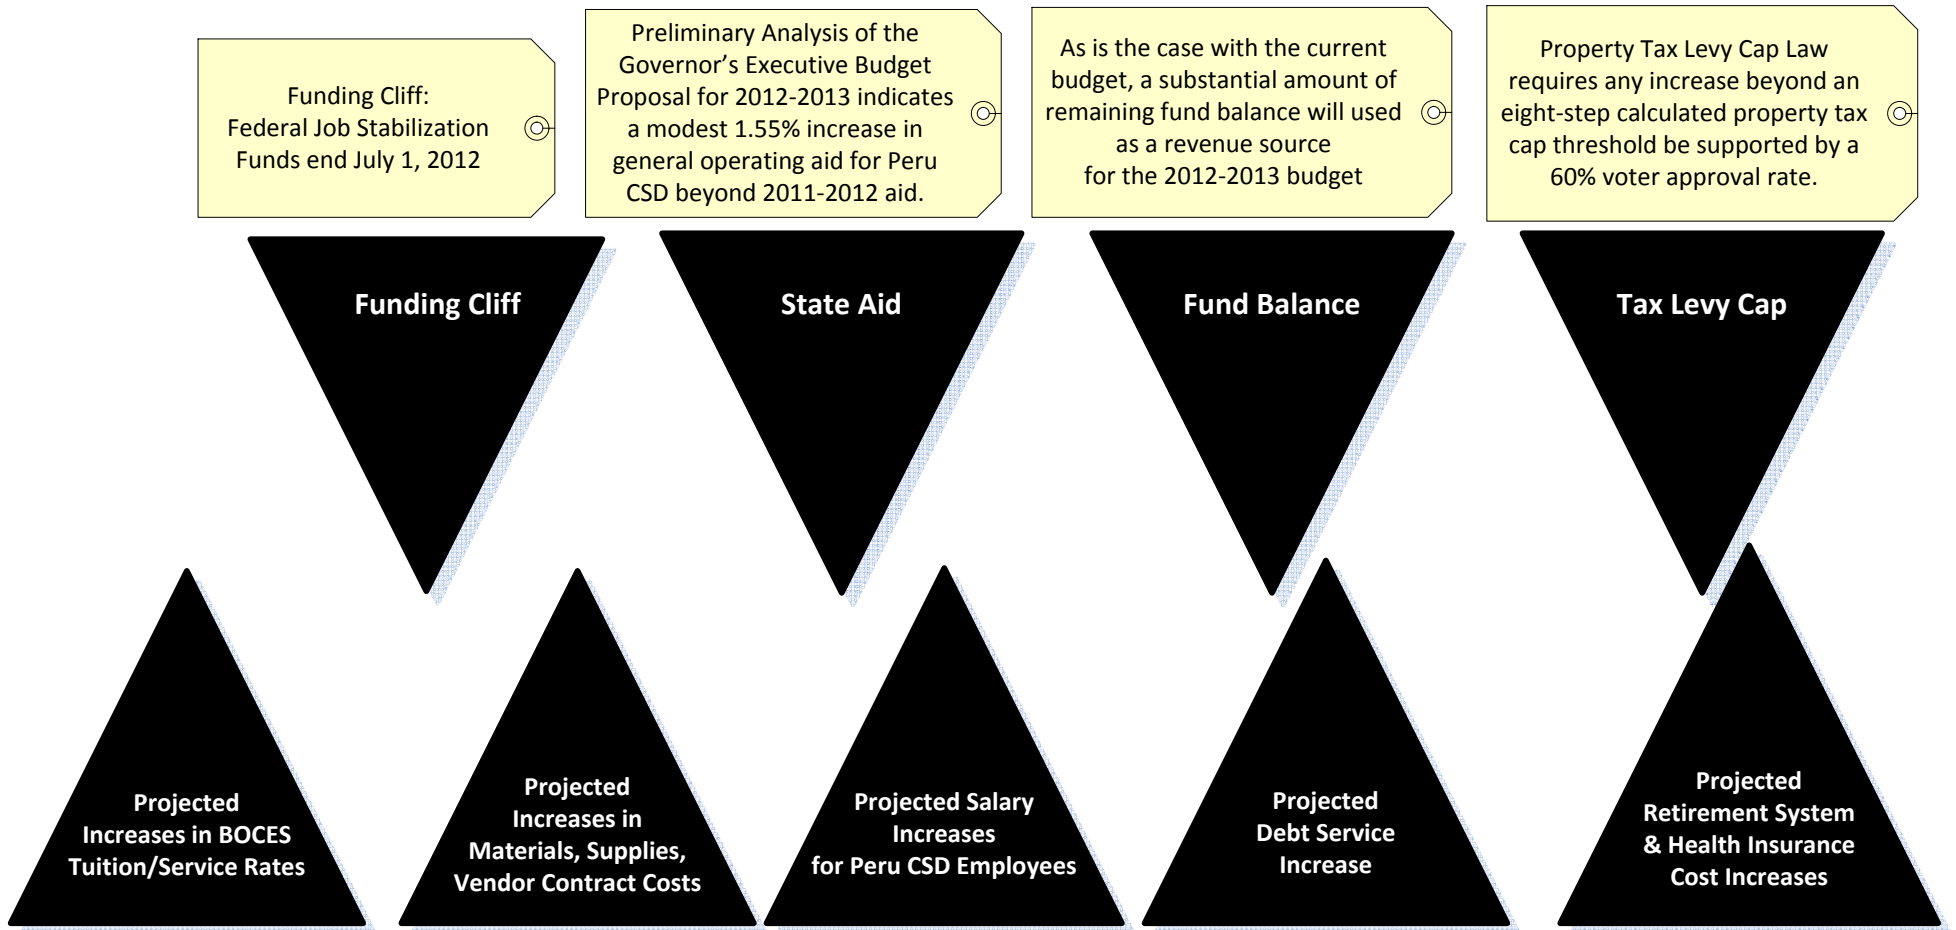 Funding Cliff:
Federal Job Stabilization
Funds end July 1, 2012
Preliminary Analysis of the
Governor’s Executive Budget
Proposal for 2012-2013 indicates
a modest 1.55% increase in
general operating aid for Peru
CSD beyond 2011-2012 aid.
As is the case with the current
budget, a substantial amount of
remaining fund balance will used
as a revenue source
for the 2012-2013 budget
Property Tax Levy Cap Law
requires any increase beyond an
eight-step calculated property tax
cap threshold be supported by a
60% voter approval rate.
Funding Cliff
State Aid
Fund Balance
Tax Levy Cap
Projected
Increases in BOCES
Tuition/Service Rates
Projected
Increases in
Materials, Supplies,
Vendor Contract Costs
Projected Salary
Increases
for Peru CSD Employees
Projected
Debt Service
Increase
Projected
Retirement System
& Health Insurance
Cost Increases